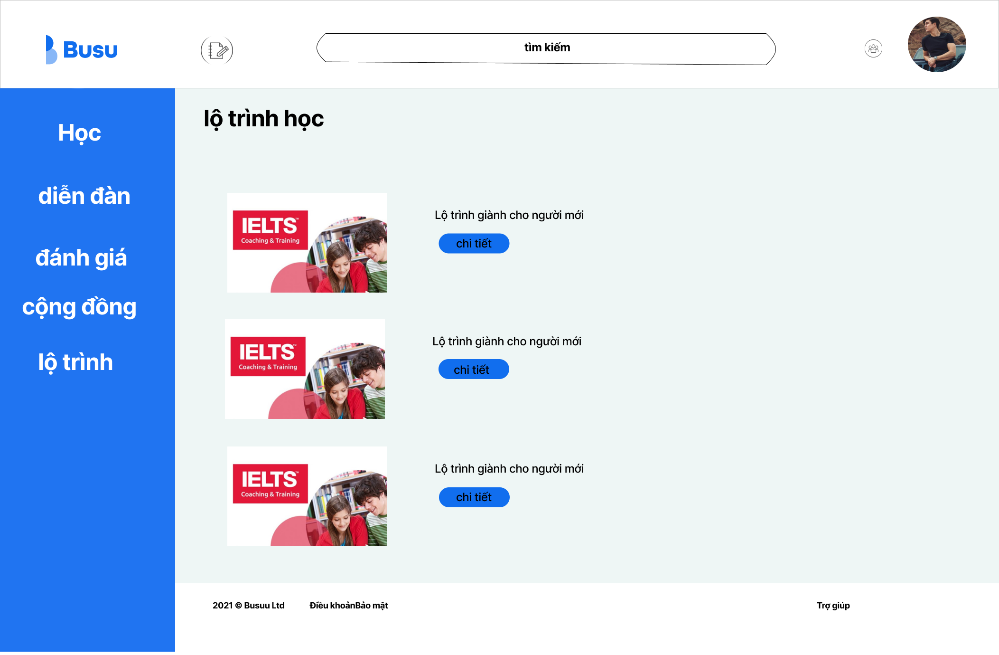 Busu
tìm kiếm
Học
diễn đàn
đánh giá
cộng đồng
lộ trình
lộ trình học
IELTS™
Coaching & Training
Lộ trình giành cho người mới
chi tiết
IELTS™
Coaching & Training
Lộ trình giành cho người mới
chi tiết
IELTS™
Coaching & Training
Lộ trình giành cho người mới
chi tiết
2021 © Busuu Ltd
Điều khoảnBảo mật
Trợ giúp